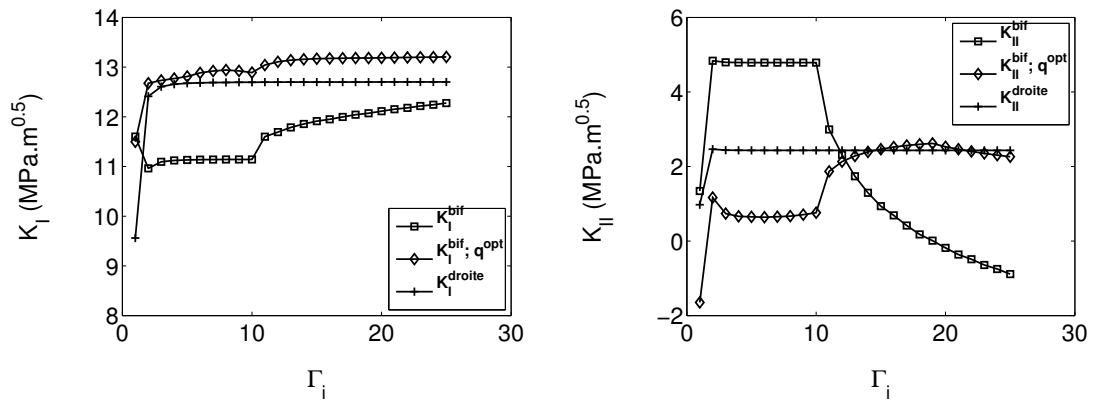 14
13
12
11
10
9
8
0
10
20
30
K_I (MPa.m^0.5)
Γ_i
K_I^bif
K_I^bif; q^opt
K_I^droite
6
4
2
0
−2
0
10
20
30
K_II (MPa.m^0.5)
Γ_i
K_II^bif
K_II^bif; q^opt
K_II^droite